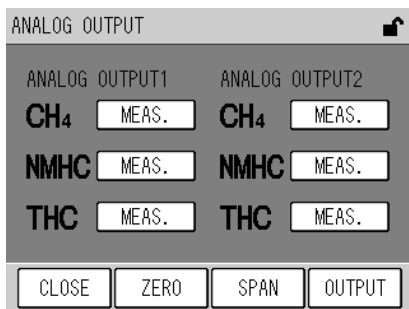 ANALOG OUTPUT
ANALOG OUTPUT1 ANALOG OUTPUT2
CH₄ MEAS. CH₄ MEAS.
NMHC MEAS. NMHC MEAS.
THC MEAS. THC MEAS.
CLOSE ZERO SPAN OUTPUT